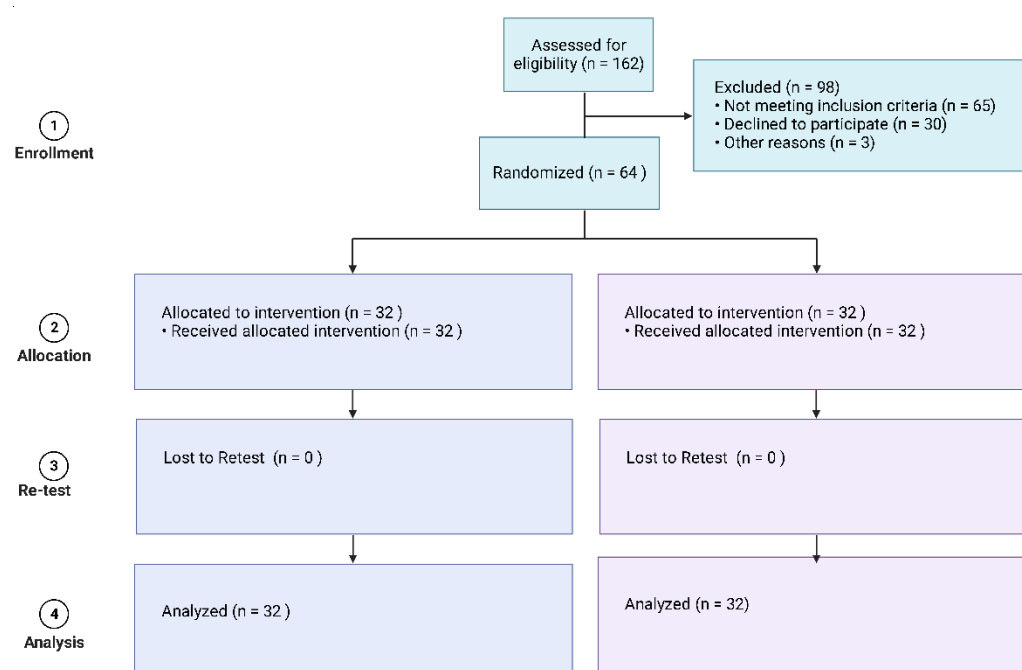 Assessed for
eligibility (n = 162)
Excluded (n = 98)
• Not meeting inclusion criteria (n = 65)
• Declined to participate (n = 30)
• Other reasons (n = 3)
1
Enrollment
Randomized (n = 64 )
Allocated to intervention (n = 32 )
• Received allocated intervention (n = 32 )
Allocated to intervention (n = 32 )
• Received allocated intervention (n = 32 )
2
Allocation
Lost to Retest (n = 0 )
Lost to Retest (n = 0 )
3
Re-test
Analyzed (n = 32 )
Analyzed (n = 32)
4
Analysis